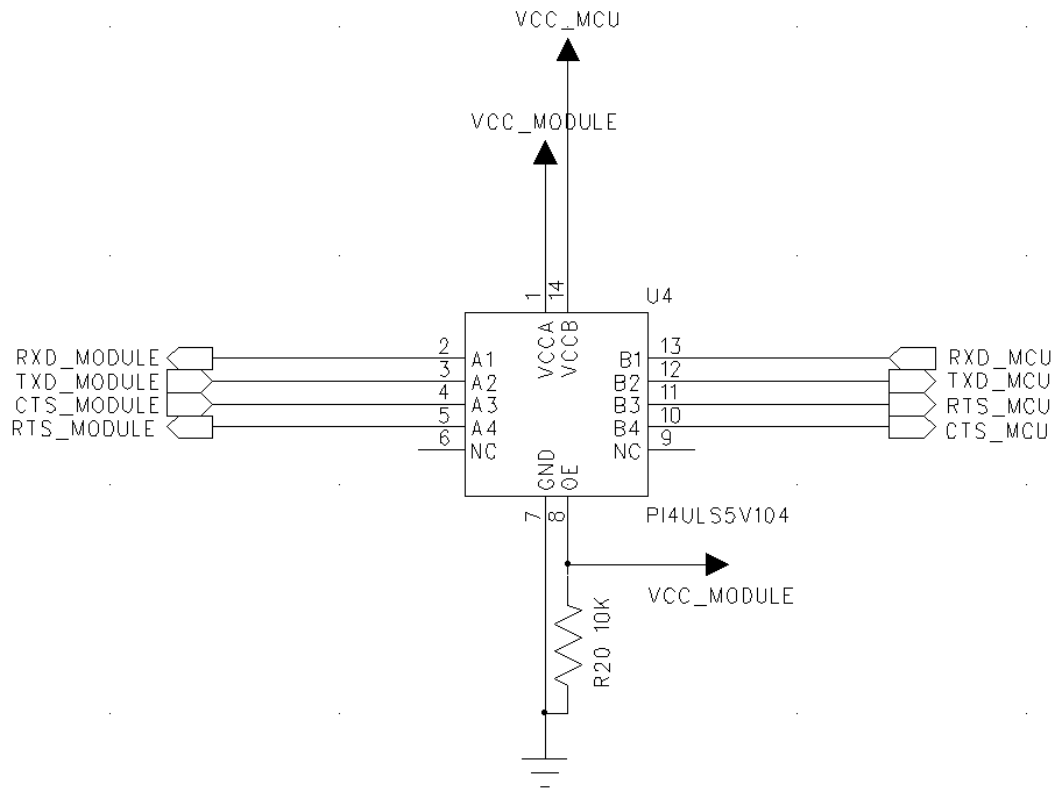 VCC_MCU
VCC_MODULE
1
14
U4
VCCA
VCCB
RXD_MODULE
2
A1
B1
13
RXD_MCU
TXD_MODULE
3
A2
B2
12
TXD_MCU
CTS_MODULE
4
A3
B3
11
RTS_MCU
RTS_MODULE
5
A4
B4
10
CTS_MCU
6
NC
NC
9
GND
OE
7
8
PI4ULS5V104
VCC_MODULE
R20 10K